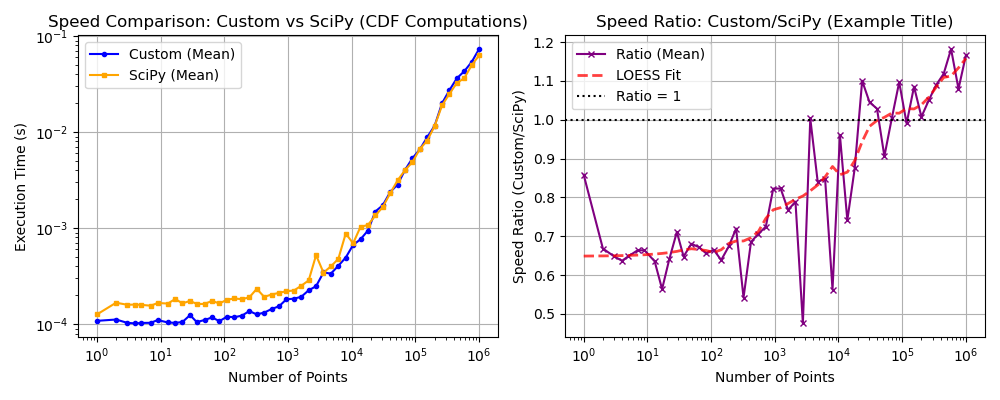 Speed Comparison: Custom vs SciPy (CDF Computations)
Custom (Mean)
SciPy (Mean)
Execution Time (s)
10⁻¹
10⁻²
10⁻³
10⁻⁴
10⁰ 10¹ 10² 10³ 10⁴ 10⁵ 10⁶
Number of Points
Speed Ratio: Custom/SciPy (Example Title)
Ratio (Mean)
LOESS Fit
Ratio = 1
Speed Ratio (Custom/SciPy)
1.2
1.1
1.0
0.9
0.8
0.7
0.6
0.5
10⁰ 10¹ 10² 10³ 10⁴ 10⁵ 10⁶
Number of Points